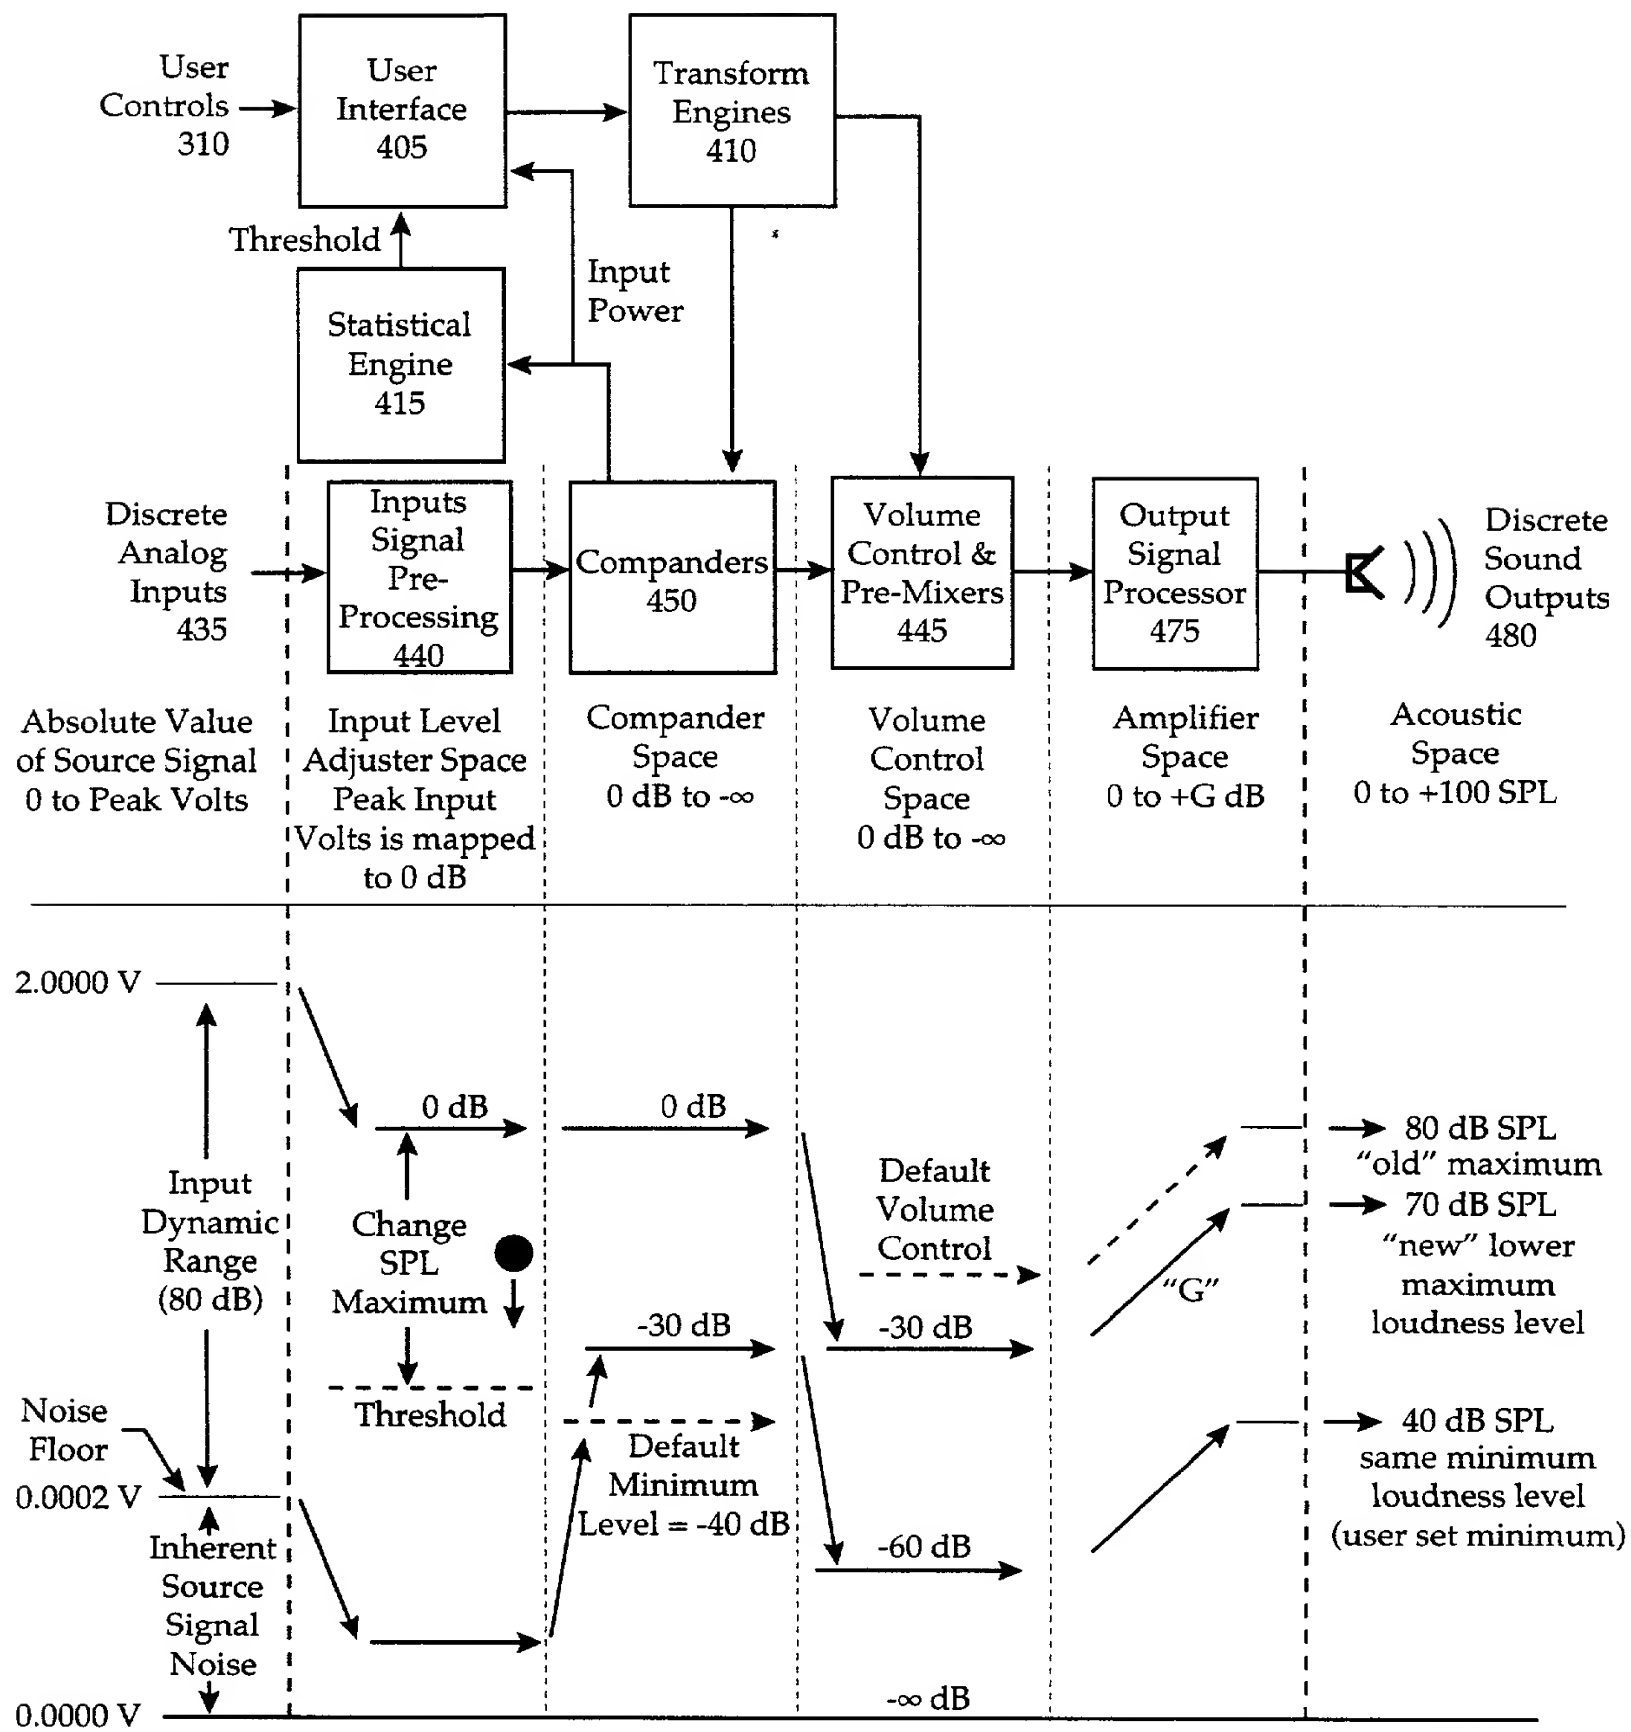 User
Controls
310
User
Interface
405
Transform
Engines
410
Threshold
Input
Power
Statistical
Engine
415
Discrete
Analog
Inputs
435
Inputs
Signal
Pre-
Processing
440
Companders
450
Volume
Control &
Pre-Mixers
445
Output
Signal
Processor
475
Discrete
Sound
Outputs
480
Absolute Value
of Source Signal
0 to Peak Volts
Input Level
Adjuster Space
Peak Input
Volts is mapped
to 0 dB
Compander
Space
0 dB to -∞
Volume
Control
Space
0 dB to -∞
Amplifier
Space
0 to +G dB
Acoustic
Space
0 to +100 SPL
2.0000 V
Input
Dynamic
Range
(80 dB)
Noise
Floor
0.0002 V
Inherent
Source
Signal
Noise
0.0000 V
0 dB
Change
SPL
Maximum
Threshold
0 dB
-30 dB
Default
Minimum
Level = -40 dB
Default
Volume
Control
-30 dB
-60 dB
-∞ dB
"G"
80 dB SPL
"old" maximum
70 dB SPL
"new" lower
maximum
loudness level
40 dB SPL
same minimum
loudness level
(user set minimum)